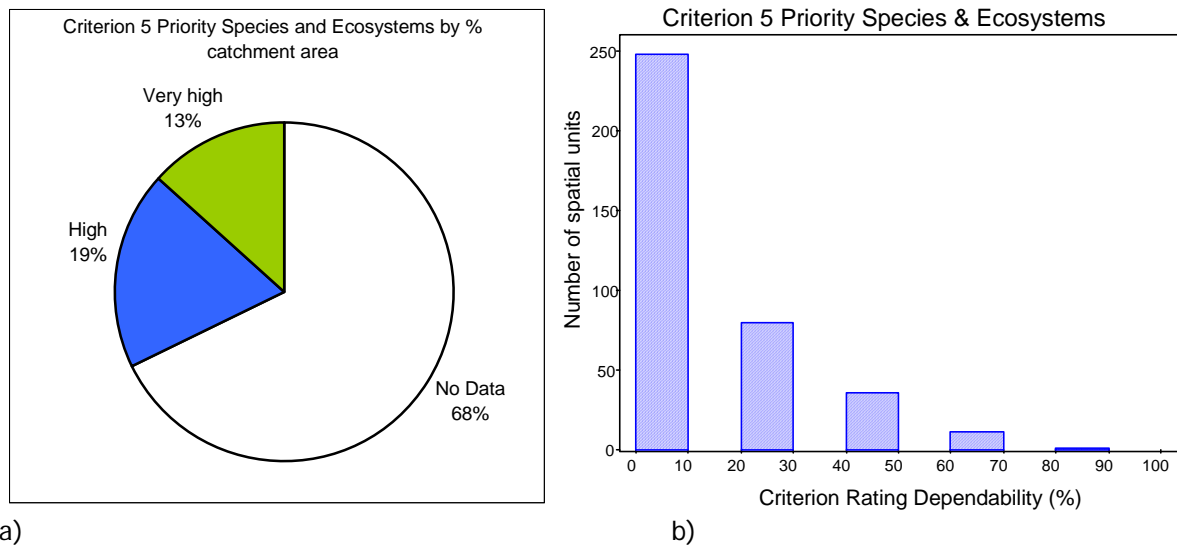 Criterion 5 Priority Species and Ecosystems by %
catchment area
Very high
13%
High
19%
No Data
68%
a)
Criterion 5 Priority Species & Ecosystems
Number of spatial units
250
200
150
100
50
0
0 10 20 30 40 50 60 70 80 90 100
Criterion Rating Dependability (%)
b)